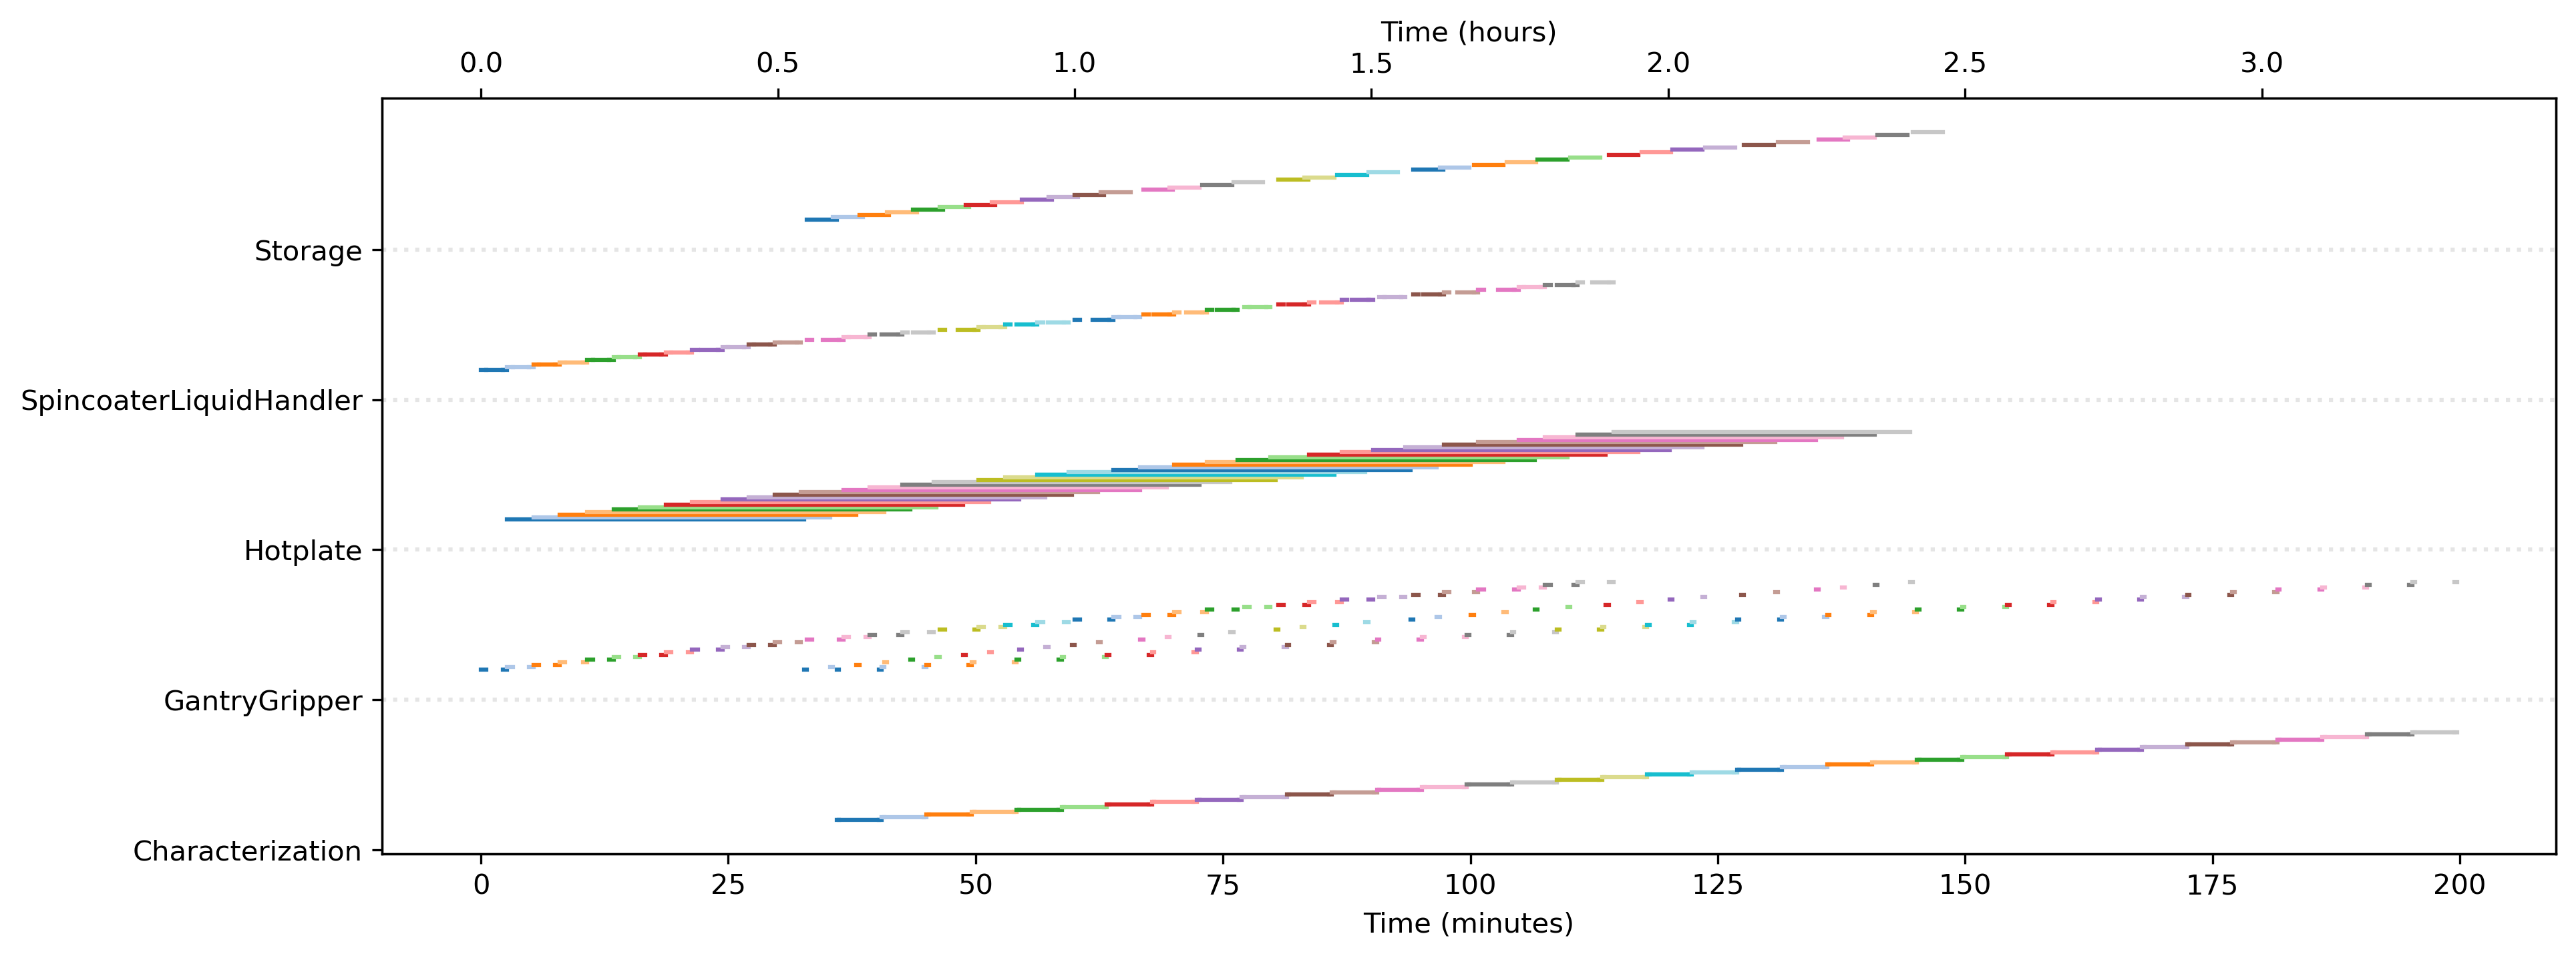 Time (hours)
0.0 0.5 1.0 1.5 2.0 2.5 3.0
Storage
SpincoaterLiquidHandler
Hotplate
GantryGripper
Characterization
0 25 50 75 100 125 150 175 200
Time (minutes)